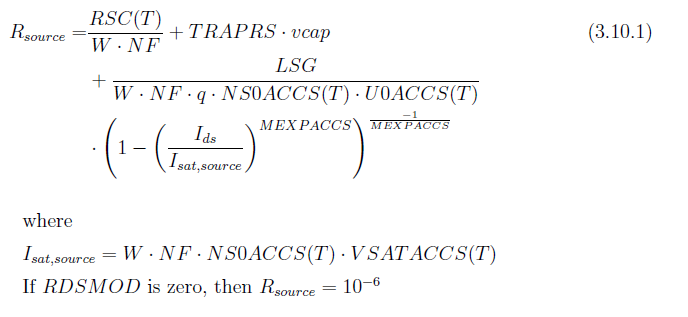 R_{source} = \frac{RSC(T)}{W \cdot NF} + TRAPRS \cdot vcap (3.10.1)
+ \frac{LSG}{W \cdot NF \cdot q \cdot NS0ACCS(T) \cdot U0ACCS(T)}
\cdot \left(1 - \left(\frac{I_{ds}}{I_{sat,source}}\right)^{MEXPACCS}\right)^{\frac{-1}{MEXPACCS}}
where
I_{sat,source} = W \cdot NF \cdot NS0ACCS(T) \cdot VSATACCS(T)
If RDSMOD is zero, then R_{source} = 10^{-6}